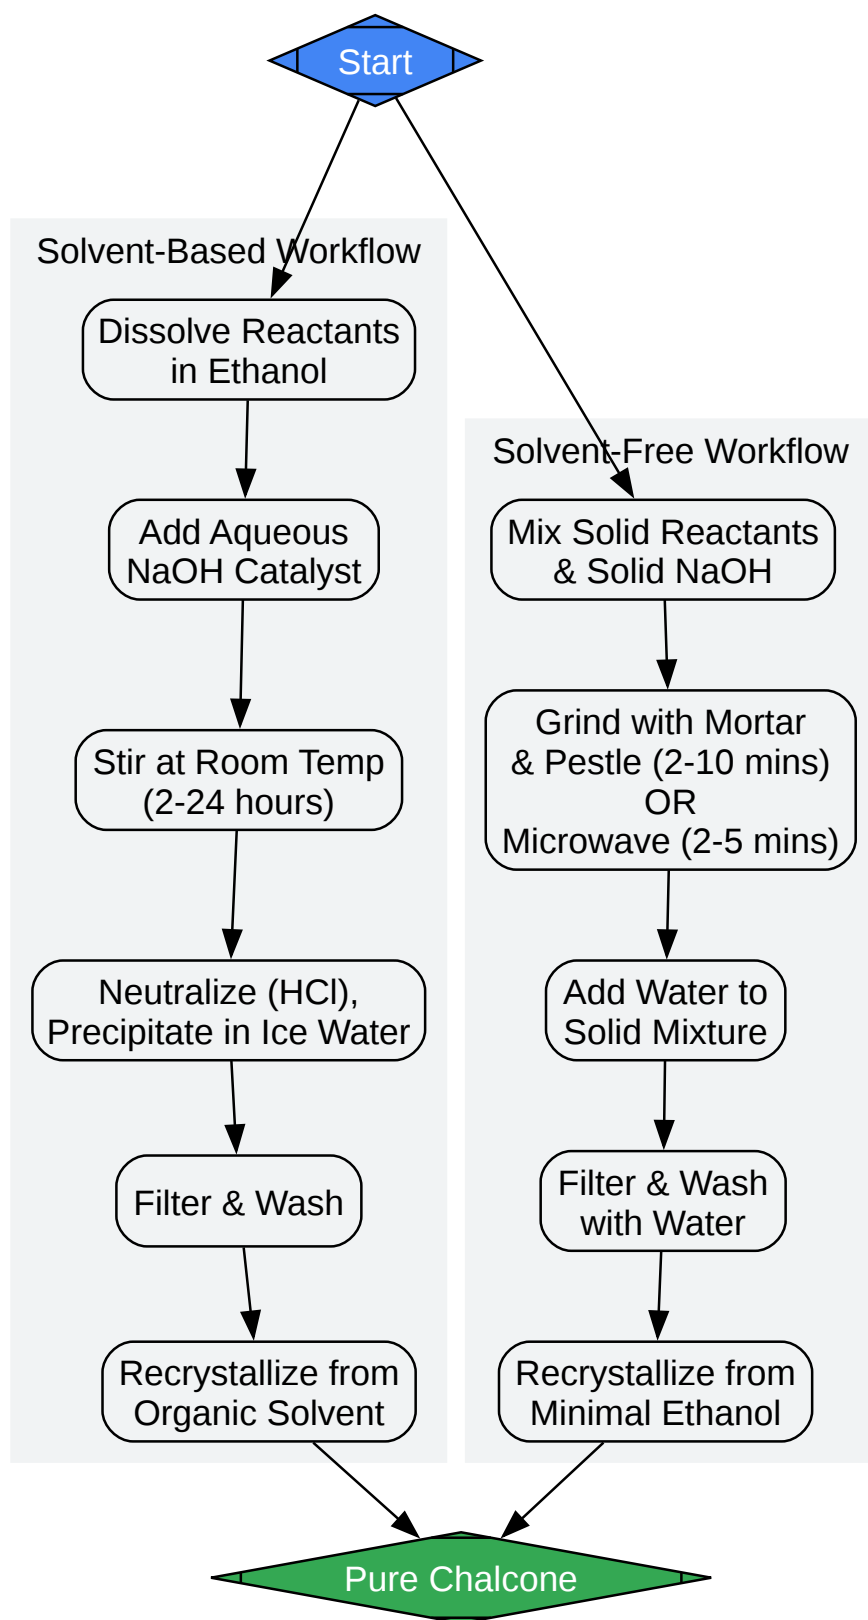 Start
Solvent-Based Workflow
Dissolve Reactants
in Ethanol
Add Aqueous
NaOH Catalyst
Stir at Room Temp
(2-24 hours)
Neutralize (HCl),
Precipitate in Ice Water
Filter & Wash
Recrystallize from
Organic Solvent
Solvent-Free Workflow
Mix Solid Reactants
& Solid NaOH
Grind with Mortar
& Pestle (2-10 mins)
OR
Microwave (2-5 mins)
Add Water to
Solid Mixture
Filter & Wash
with Water
Recrystallize from
Minimal Ethanol
Pure Chalcone